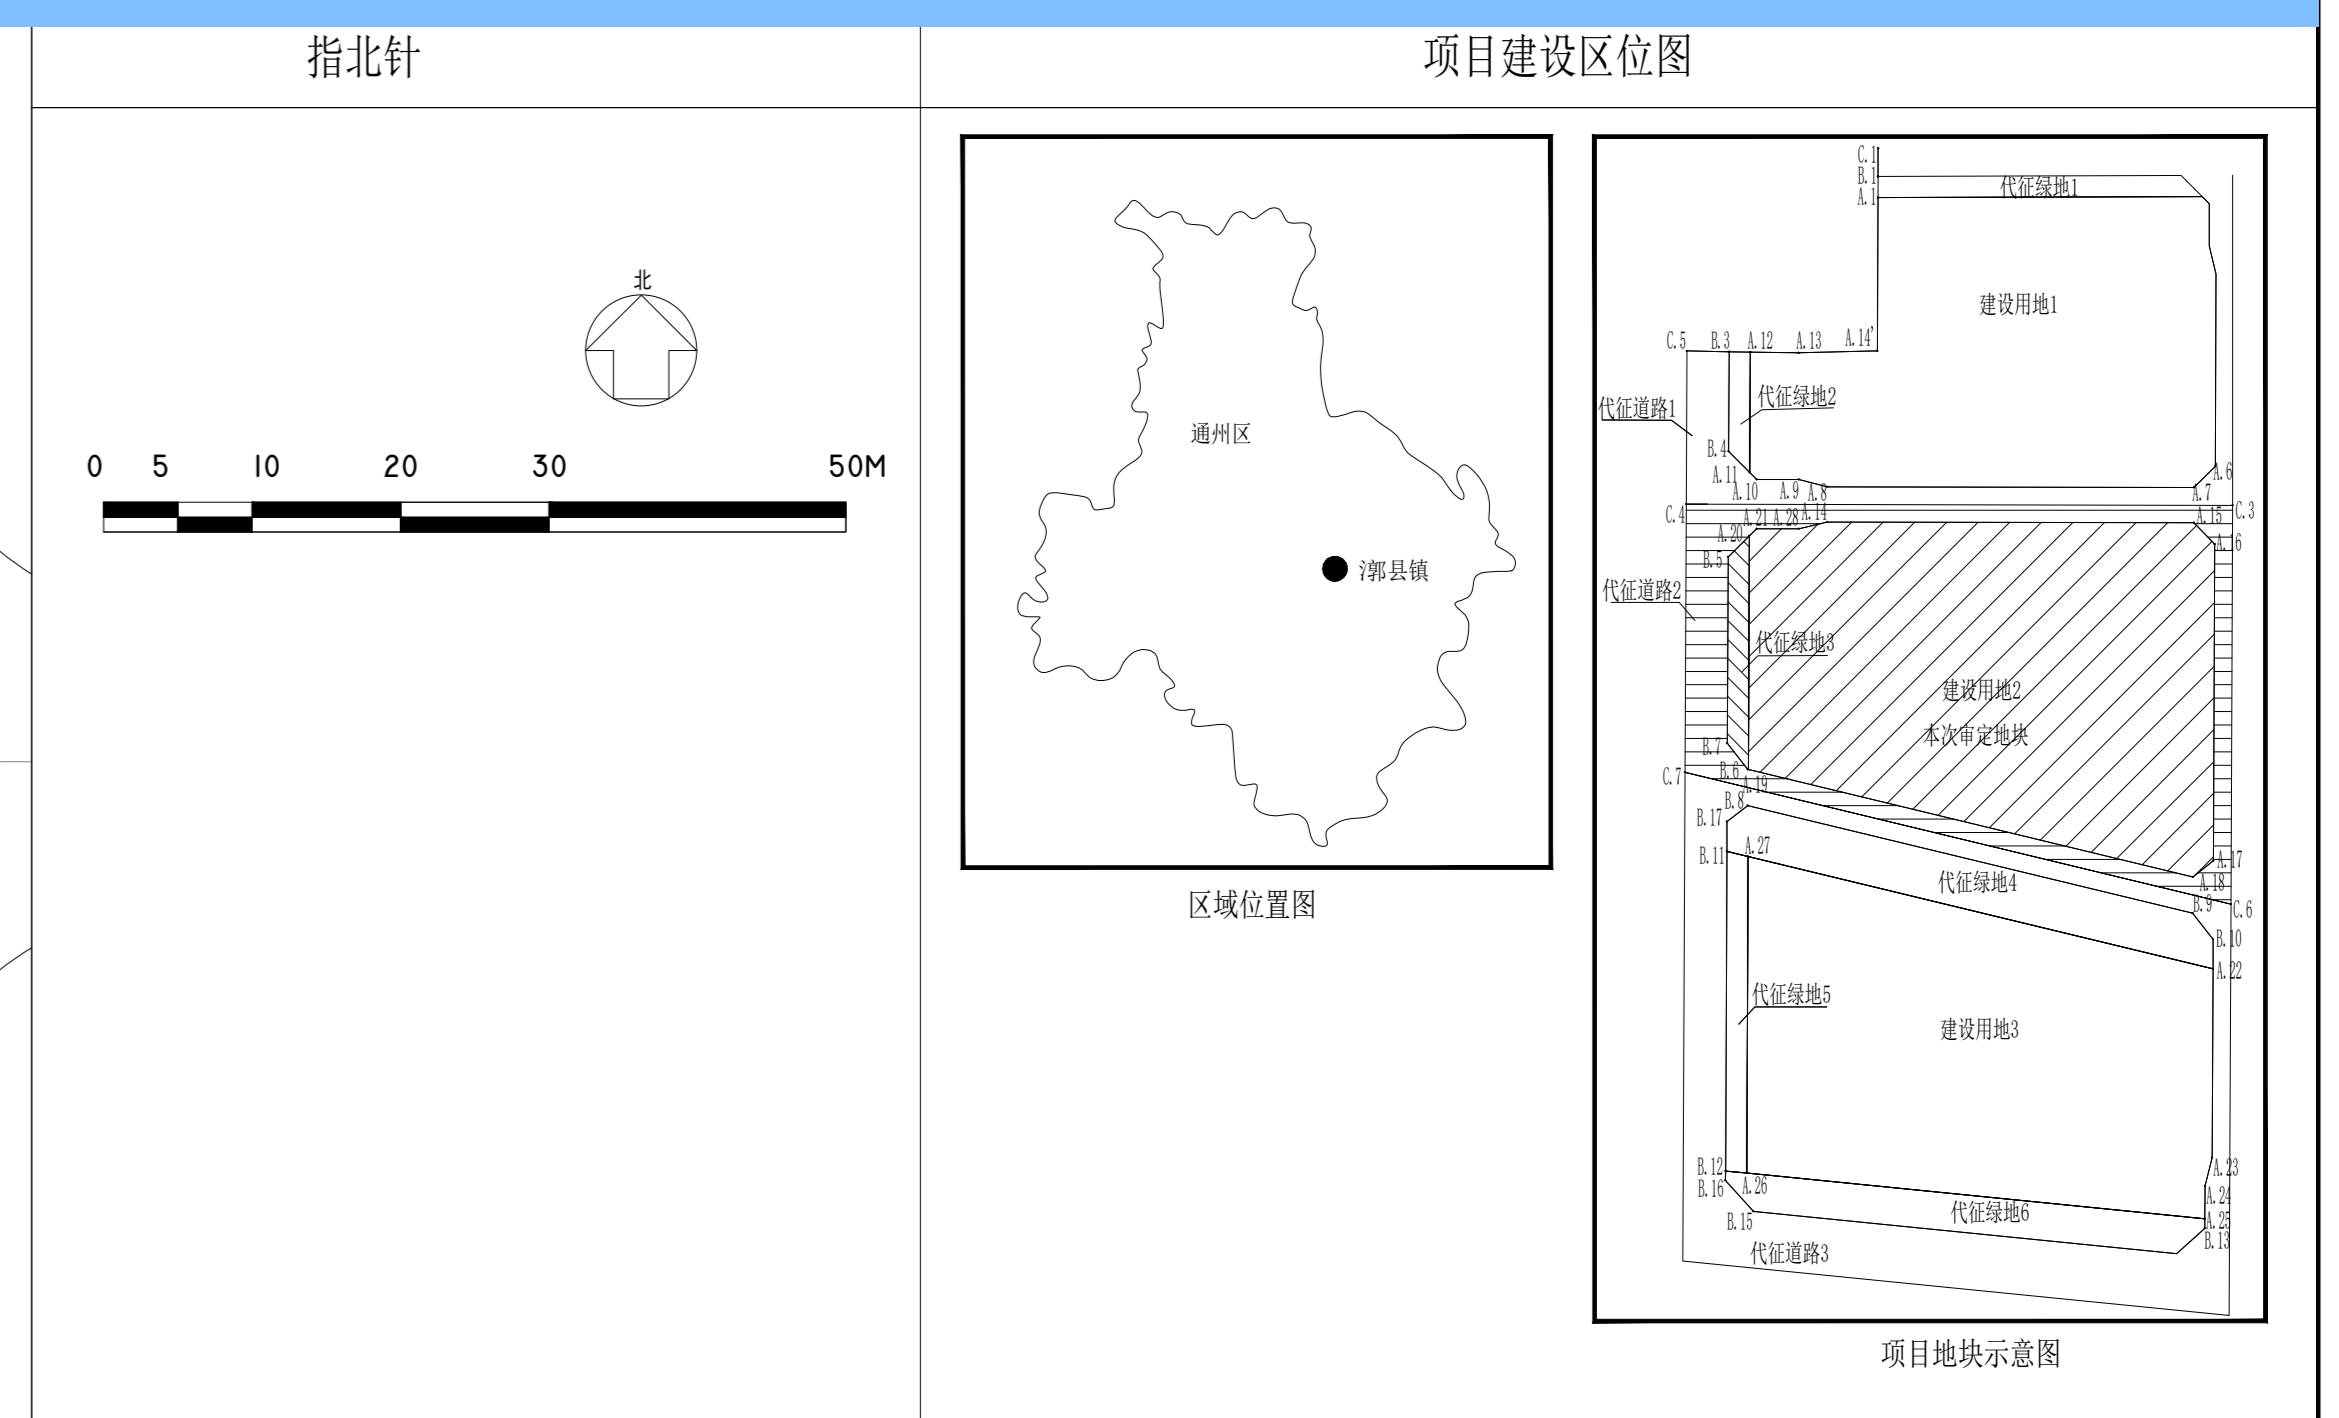 指北针
项目建设区位图
北
0 5 10 20 30 50M
通州区
漷县镇
区域位置图
C.1
B.1
代征绿地1
A.1
建设用地1
C.5 B.3 A.12 A.13 A.14'
代征绿地2
代征道路1
B.4
A.11
A.6
A.10 A.9 A.8 A.7
C.4 A.21 A.28 A.14 A.15 C.3
A.20 A.16
B.5
代征道路2
代征绿地3
建设用地2
本次审定地块
B.7
C.7 B.6 A.19
B.8
B.17
B.11 A.27
A.17
代征绿地4 A.18
B.9 C.6
B.10
A.22
代征绿地5
建设用地3
B.12 A.23
B.16 A.26 A.24
B.15 代征绿地6 A.25
B.13
代征道路3
项目地块示意图